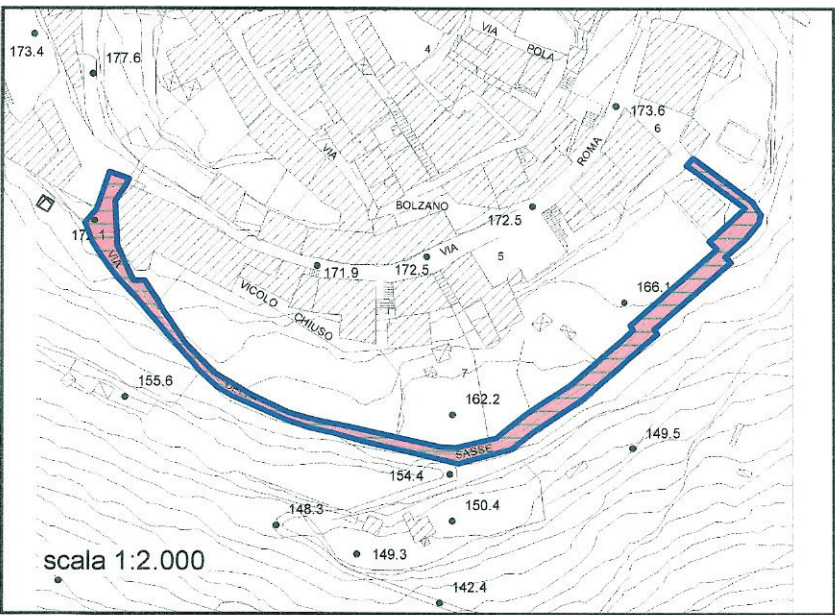 173.4
177.6
4
VIA
POLA
173.6
6
ROMA
VIA
BOLZANO
172.5
VIA
172.5
5
171.9
VIA
VICOLO
CHIUSO
166.1
7
155.6
162.2
SASSE
149.5
154.4
150.4
148.3
149.3
scala 1:2.000
142.4